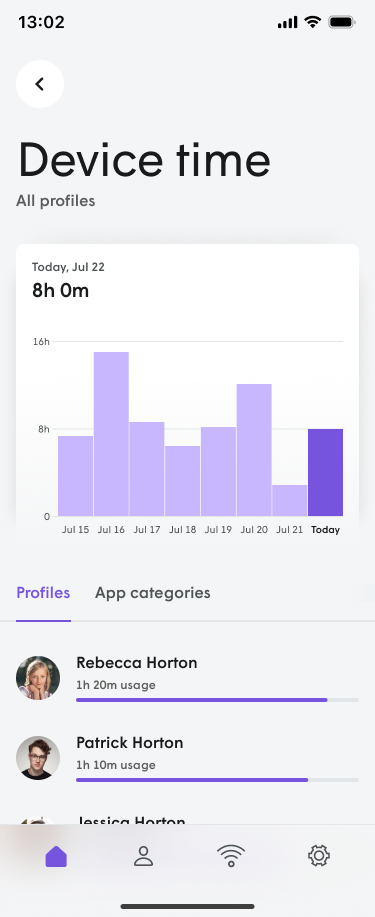 13:02
Device time
All profiles
Today, Jul 22
8h 0m
16h
8h
0
Jul 15 Jul 16 Jul 17 Jul 18 Jul 19 Jul 20 Jul 21 Today
Profiles App categories
Rebecca Horton
1h 20m usage
Patrick Horton
1h 10m usage
Jessica Horton